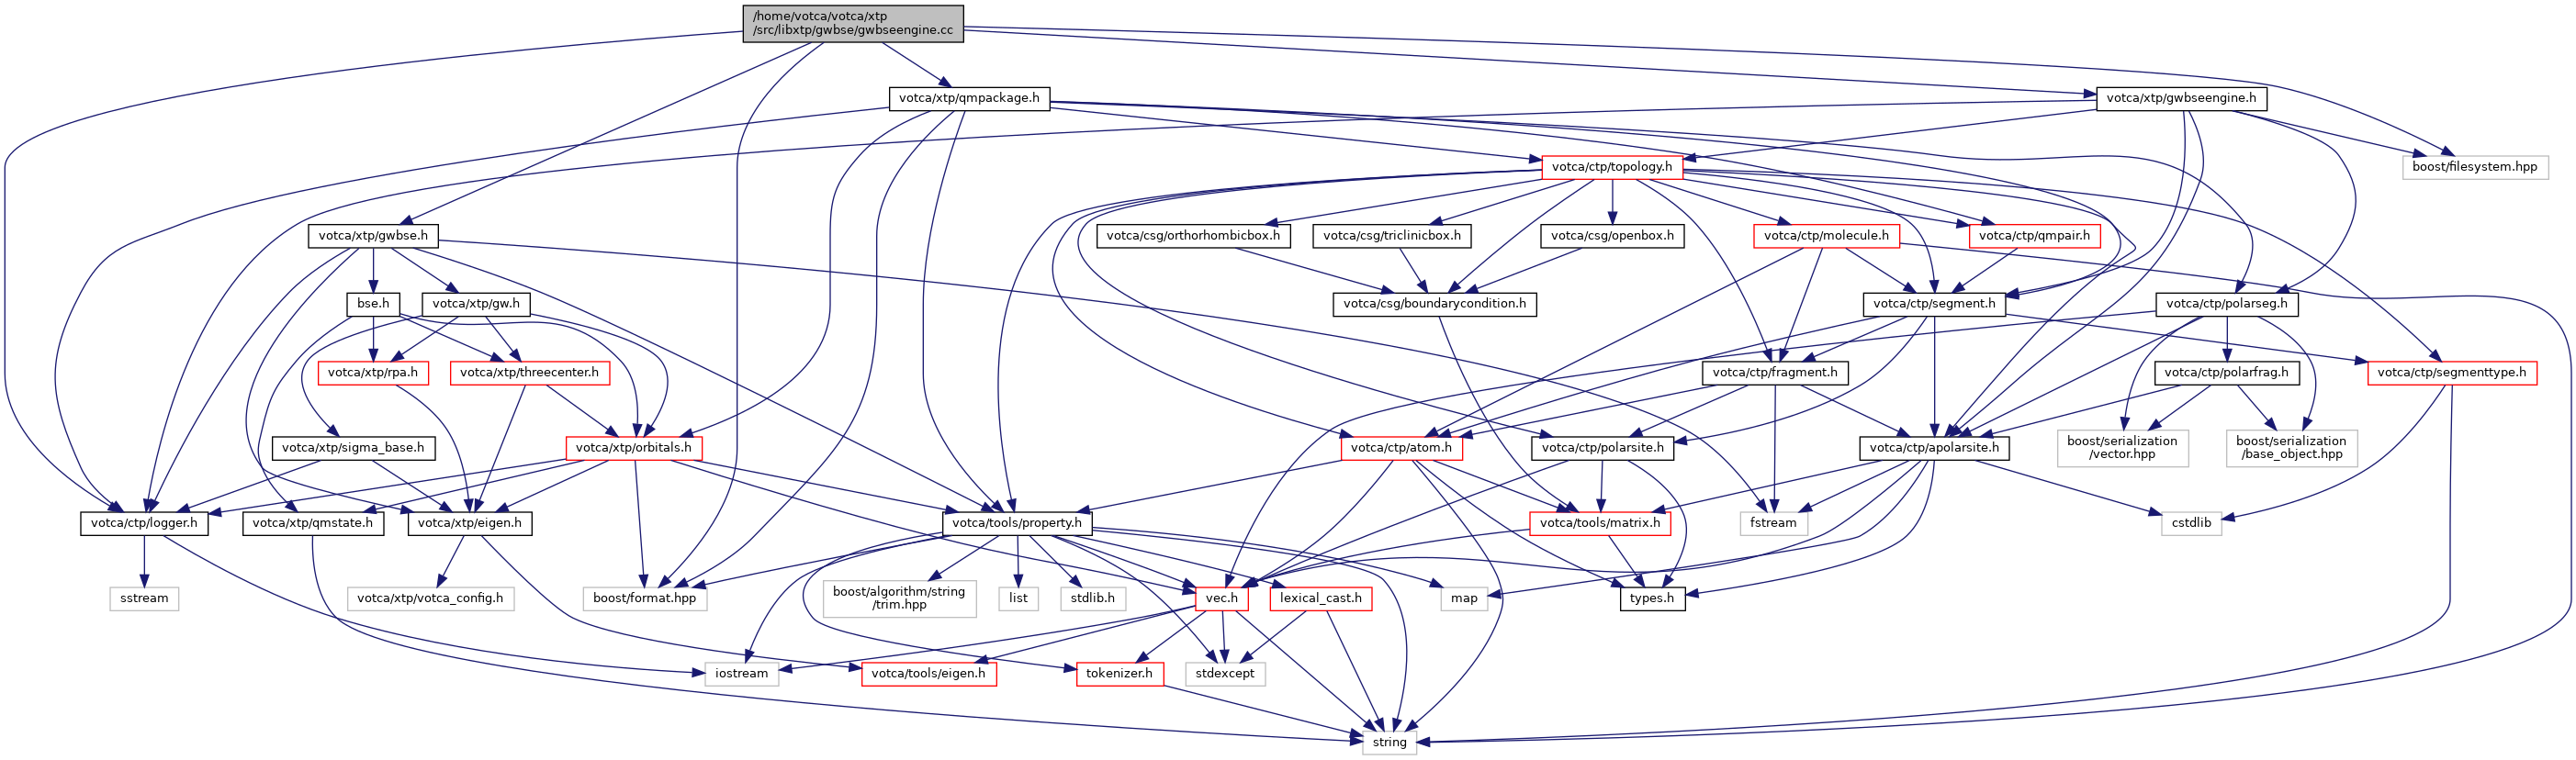 /home/votca/votca/xtp
/src/libxtp/gwbse/gwbseengine.cc
votca/xtp/qmpackage.h
votca/xtp/gwbseengine.h
votca/ctp/topology.h
boost/filesystem.hpp
votca/xtp/gwbse.h
votca/csg/orthorhombicbox.h
votca/csg/triclinicbox.h
votca/csg/openbox.h
votca/ctp/molecule.h
votca/ctp/qmpair.h
bse.h
votca/xtp/gw.h
votca/csg/boundarycondition.h
votca/ctp/segment.h
votca/ctp/polarseg.h
votca/xtp/rpa.h
votca/xtp/threecenter.h
votca/ctp/fragment.h
votca/ctp/polarfrag.h
votca/ctp/segmenttype.h
votca/xtp/sigma_base.h
votca/xtp/orbitals.h
votca/ctp/atom.h
votca/ctp/polarsite.h
votca/ctp/apolarsite.h
boost/serialization
/vector.hpp
boost/serialization
/base_object.hpp
votca/ctp/logger.h
votca/xtp/qmstate.h
votca/xtp/eigen.h
votca/tools/property.h
votca/tools/matrix.h
fstream
cstdlib
sstream
votca/xtp/votca_config.h
boost/format.hpp
boost/algorithm/string
/trim.hpp
list
stdlib.h
vec.h
lexical_cast.h
map
types.h
iostream
votca/tools/eigen.h
tokenizer.h
stdexcept
string